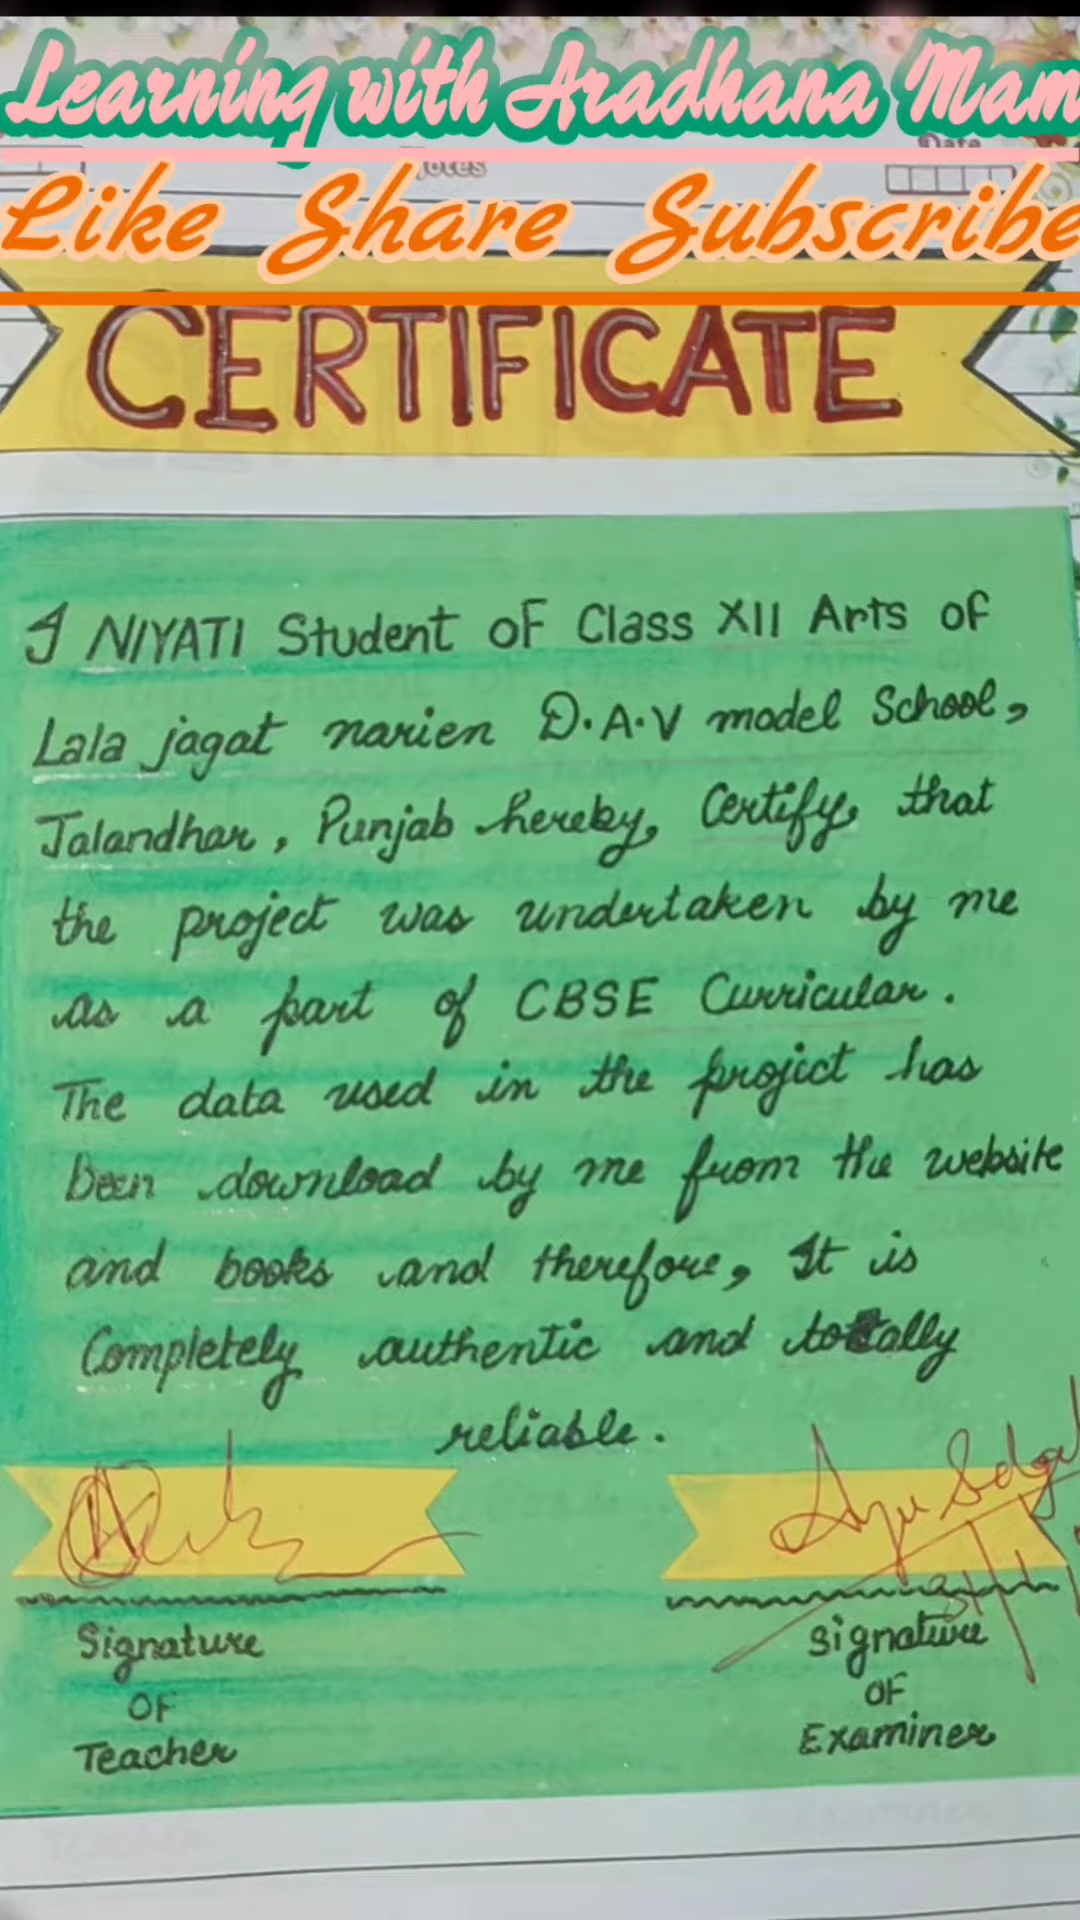 Learning with Aradhana Mam
Notes
Date
Like Share Subscribe
CERTIFICATE
I NIYATI Student of Class XII Arts of
Lala jagat narien D.A.V model School,
Jalandhar, Punjab hereby, Certify, that
the project was undertaken by me
as a part of CBSE Curricular.
The data used in the project has
been download by me from the website
and books and therefore, It is
Completely authentic and totally
reliable.
Signature
OF
Teacher
Signature
OF
Examiner